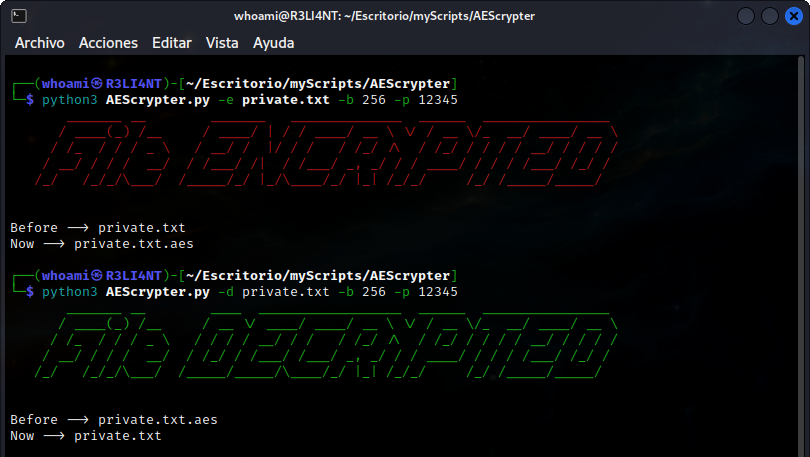 whoami@R3LI4NT: ~/Escritorio/myScripts/AEScrypter
Archivo Acciones Editar Vista Ayuda
┌──(whoami㉿R3LI4NT)-[~/Escritorio/myScripts/AEScrypter]
└─$ python3 AEScrypter.py -e private.txt -b 256 -p 12345
File ENCRYPTED
Before --> private.txt
Now --> private.txt.aes
┌──(whoami㉿R3LI4NT)-[~/Escritorio/myScripts/AEScrypter]
└─$ python3 AEScrypter.py -d private.txt -b 256 -p 12345
File DECRYPTED
Before --> private.txt.aes
Now --> private.txt